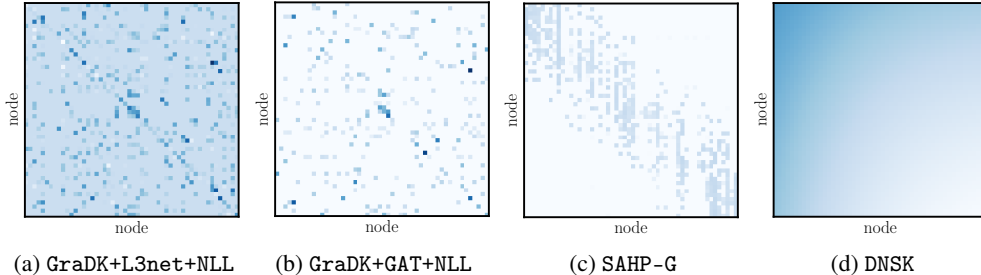 node
node
node
node
node
node
node
node
(a) GraDK+L3net+NLL
(b) GraDK+GAT+NLL
(c) SAHP-G
(d) DNSK